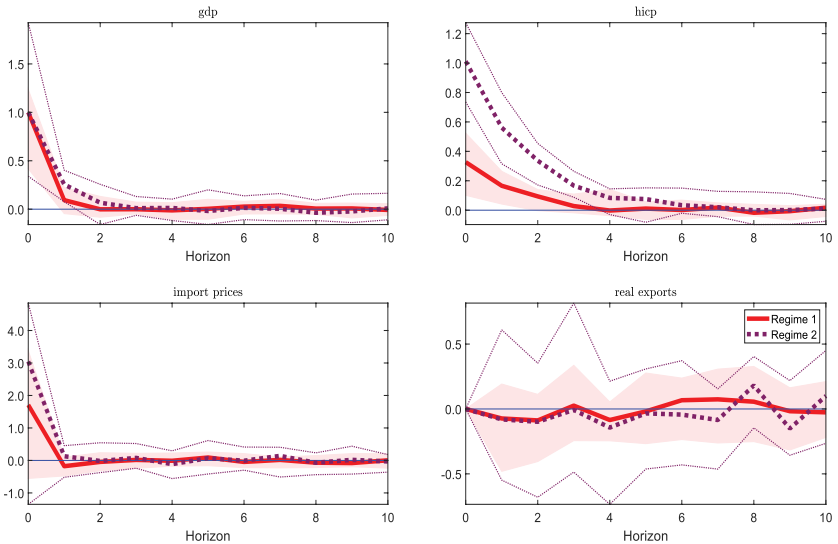 gdp
1.5
1.0
0.5
0.0
0 2 4 6 8 10
Horizon
hicp
1.2
1.0
0.8
0.6
0.4
0.2
0.0
0 2 4 6 8 10
Horizon
import prices
4.0
3.0
2.0
1.0
0.0
-1.0
0 2 4 6 8 10
Horizon
real exports
Regime 1
Regime 2
0.5
0.0
-0.5
0 2 4 6 8 10
Horizon